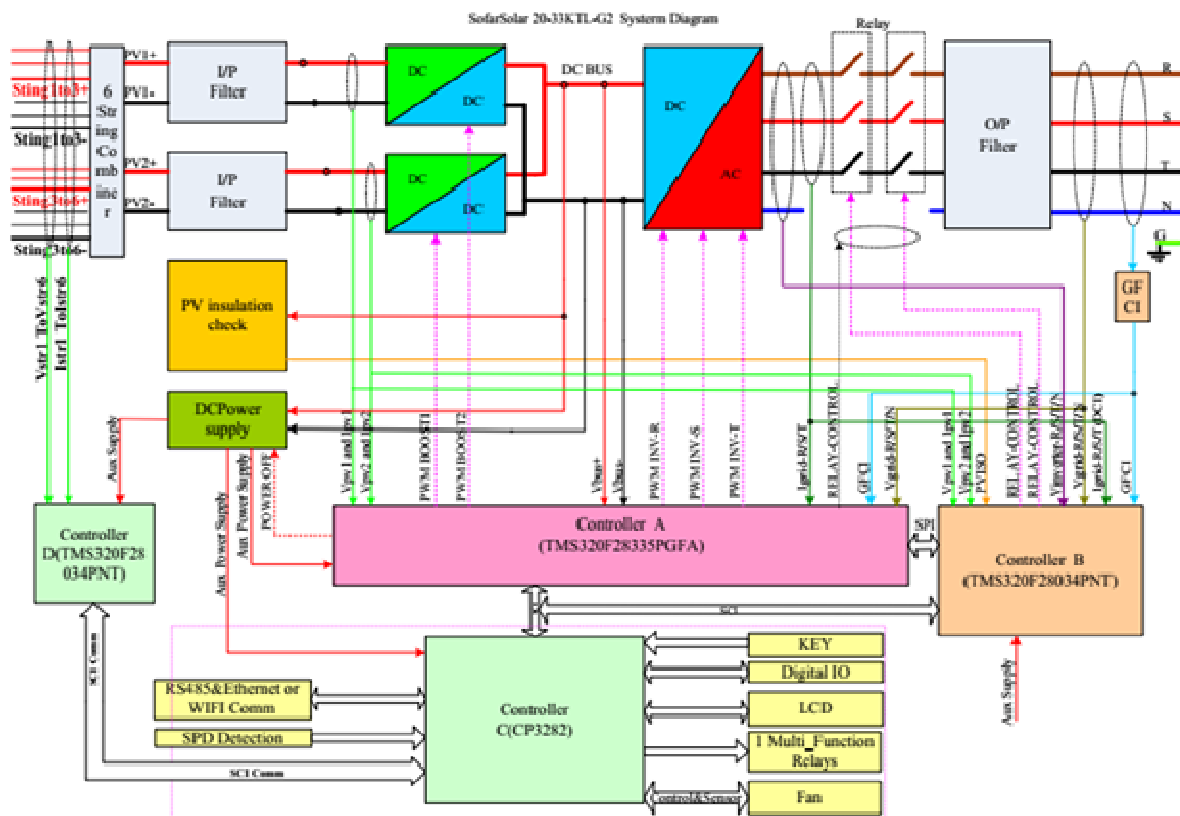 SofarSolar 20-33KTL-G2 Systerm Diagram
Relay
PV1+
I/P
Filter
DC
DC
DC BUS
DC
AC
O/P
Filter
R
S
T
N
G
Sting1to3+
PV1-
Sting1to3-
6
Str
ing
Co
mb
ine
r
PV2+
I/P
Filter
DC
DC
Sting3to6+
PV2-
Sting3to6-
GF
CI
PV insulation
check
Vstr1 ToVstr6
Istr1 ToIstr6
DCPower
supply
Aux Supply
Aux Power Supply
Aux Power Supply
POWER OFF
Vpv1 and Ipv1
Vpv2 and Ipv2
PWM BOOST1
PWM BOOST2
Vbus+
Vbus-
PWM INV-R
PWM INV-S
PWM INV-T
Igrid-R/S/T
RELAY-CONTROL
GFCI
Vgrid-R/S/T/N
Vpv1 and Ipv1
Vpv2 and Ipv2
PVISO
RELAY-CONTROL
RELAY-CONTROL
Vgrid-R/S/T/N
Igrid-R/S/T (DCI)
GFCI
Controller
D(TMS320F28
034PNT)
Controller A
(TMS320F28335PGFA)
SPI
Controller B
(TMS320F28034PNT)
SCI
SCI Comm
Aux Supply
RS485&Ethernet or
WIFI Comm
SPD Detection
SCI Comm
Controller
C(CP3282)
KEY
Digital IO
LCD
1 Multi_Function
Relays
Control&Sensor
Fan